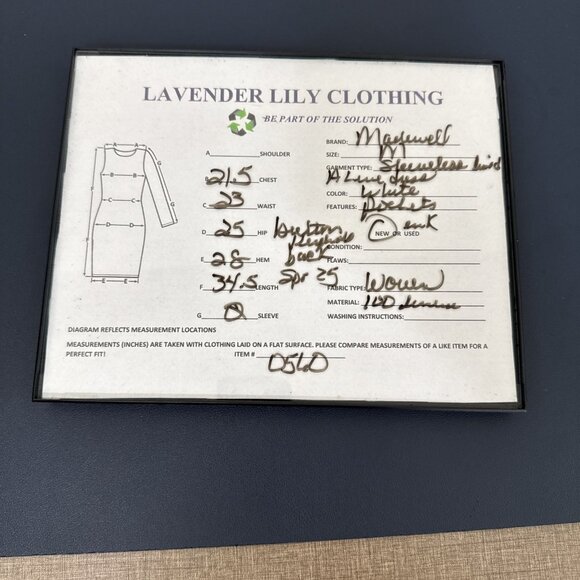 LAVENDER LILY CLOTHING
BE PART OF THE SOLUTION
A SHOULDER
B 21.5 CHEST
C 23 WAIST
D 25 HIP
E 28 HEM
F 34.5 LENGTH
G 0 SLEEVE
button
keyhole
back
Spr 25
BRAND: Madewell
SIZE: M
GARMENT TYPE: Sleeveless lined
A Line dress
COLOR: White
FEATURES: Pockets
NEW OR USED
CONDITION:
FLAWS:
FABRIC TYPE: Woven
MATERIAL: 100
WASHING INSTRUCTIONS:
A A
B B
C C
D D
E
F
G
DIAGRAM REFLECTS MEASUREMENT LOCATIONS
MEASUREMENTS (INCHES) ARE TAKEN WITH CLOTHING LAID ON A FLAT SURFACE. PLEASE COMPARE MEASUREMENTS OF A LIKE ITEM FOR A
PERFECT FIT! ITEM # 0560